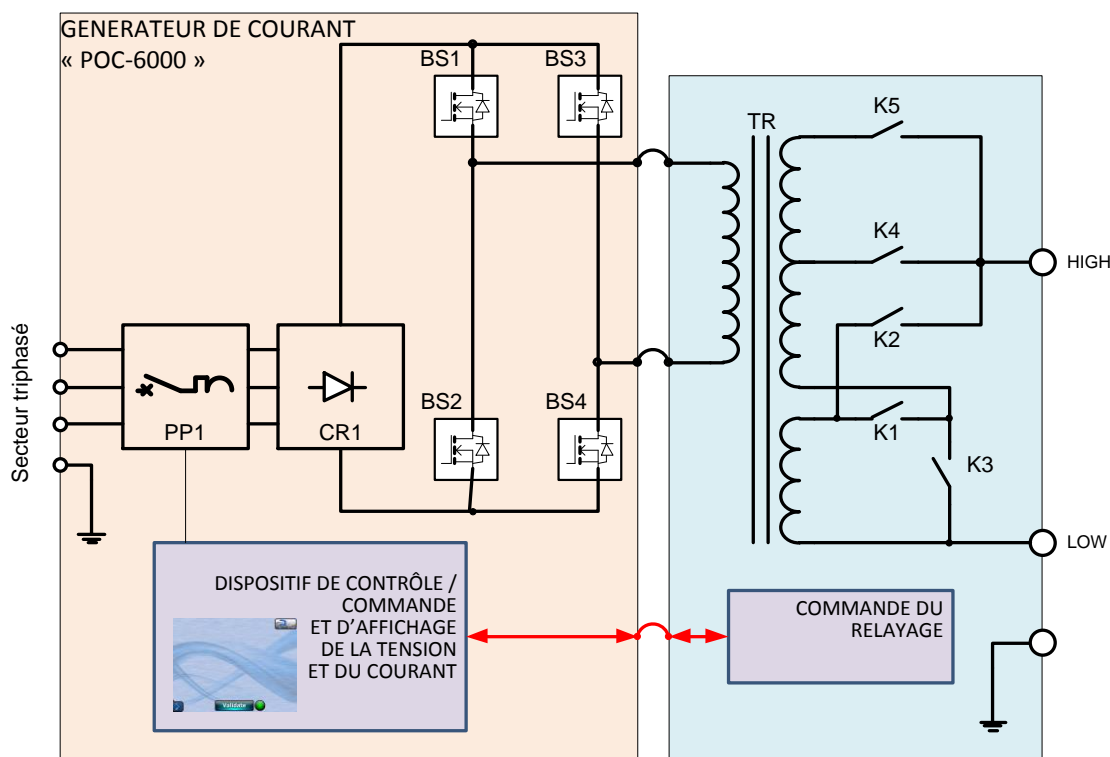 GENERATEUR DE COURANT
« POC-6000 »
BS1
BS3
K5
TR
K4
HIGH
K2
Secteur triphasé
PP1
CR1
BS2
BS4
K1
K3
LOW
DISPOSITIF DE CONTRÔLE /
COMMANDE
ET D’AFFICHAGE
DE LA TENSION
ET DU COURANT
Validate
COMMANDE DU
RELAYAGE